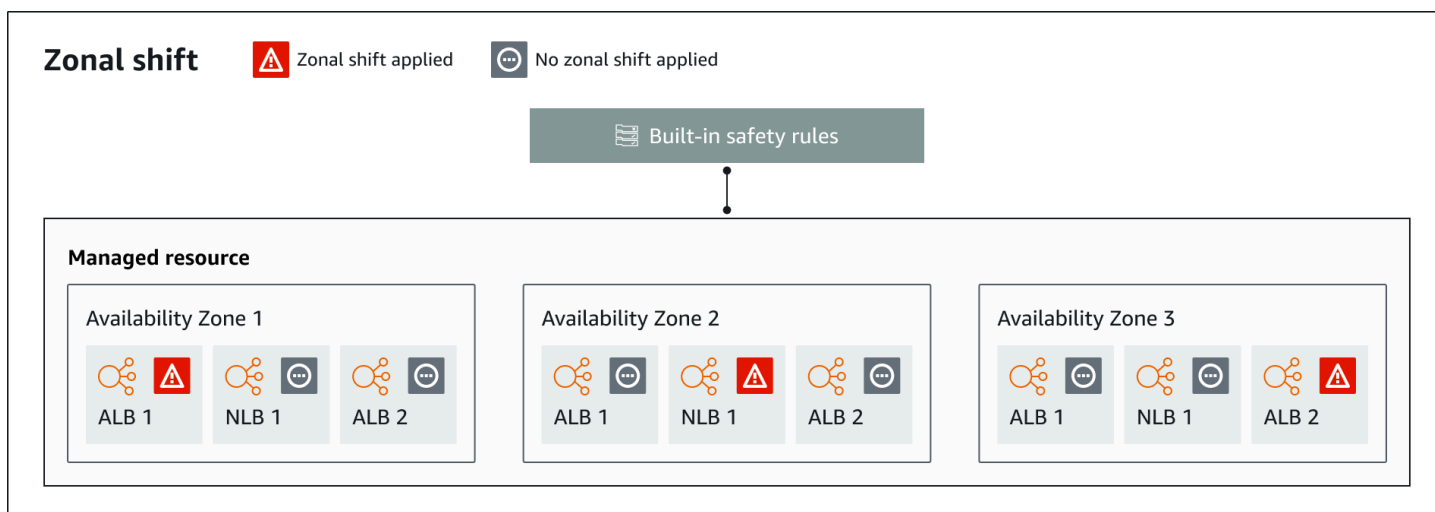 Zonal shift
Zonal shift applied
No zonal shift applied
Built-in safety rules
Managed resource
Availability Zone 1
ALB 1
NLB 1
ALB 2
Availability Zone 2
ALB 1
NLB 1
ALB 2
Availability Zone 3
ALB 1
NLB 1
ALB 2